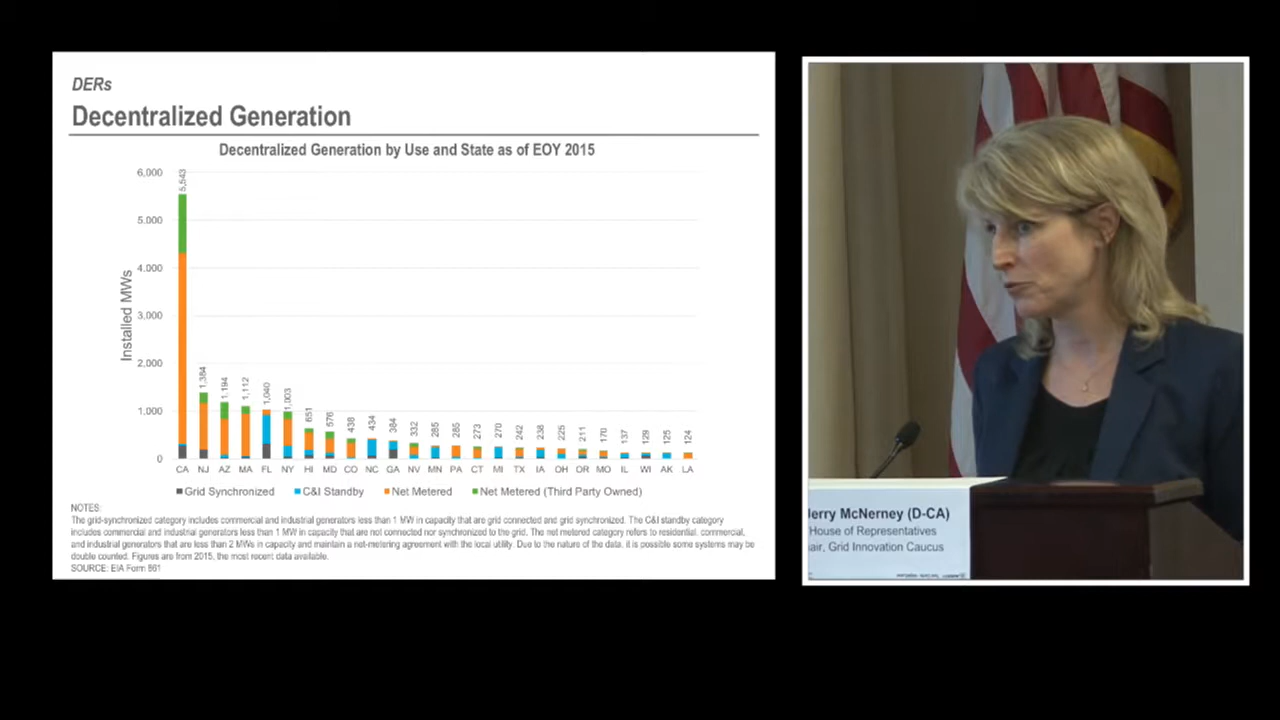 DERs
Decentralized Generation
Decentralized Generation by Use and State as of EOY 2015
Installed MWs
6,000
5,000
4,000
3,000
2,000
1,000
0
5,543
1,384
1,194
1,112
1,040
1,003
651
576
438
434
384
332
285
285
273
270
242
238
225
211
170
137
129
125
124
CA NJ AZ MA FL NY HI MD CO NC GA NV MN PA CT MI TX IA OH OR MO IL WI AK LA
Grid Synchronized C&I Standby Net Metered Net Metered (Third Party Owned)
NOTES:
The grid-synchronized category includes commercial and industrial generators less than 1 MW in capacity that are grid connected and grid synchronized. The C&I standby category
includes commercial and industrial generators less than 1 MW in capacity that are not connected nor synchronized to the grid. The net metered category refers to residential, commercial,
and industrial generators that are less than 2 MWs in capacity and maintain a net-metering agreement with the local utility. Due to the nature of the data, it is possible some systems may be
double counted. Figures are from 2015, the most recent data available.
SOURCE: EIA Form 861
Jerry McNerney (D-CA)
House of Representatives
air, Grid Innovation Caucus